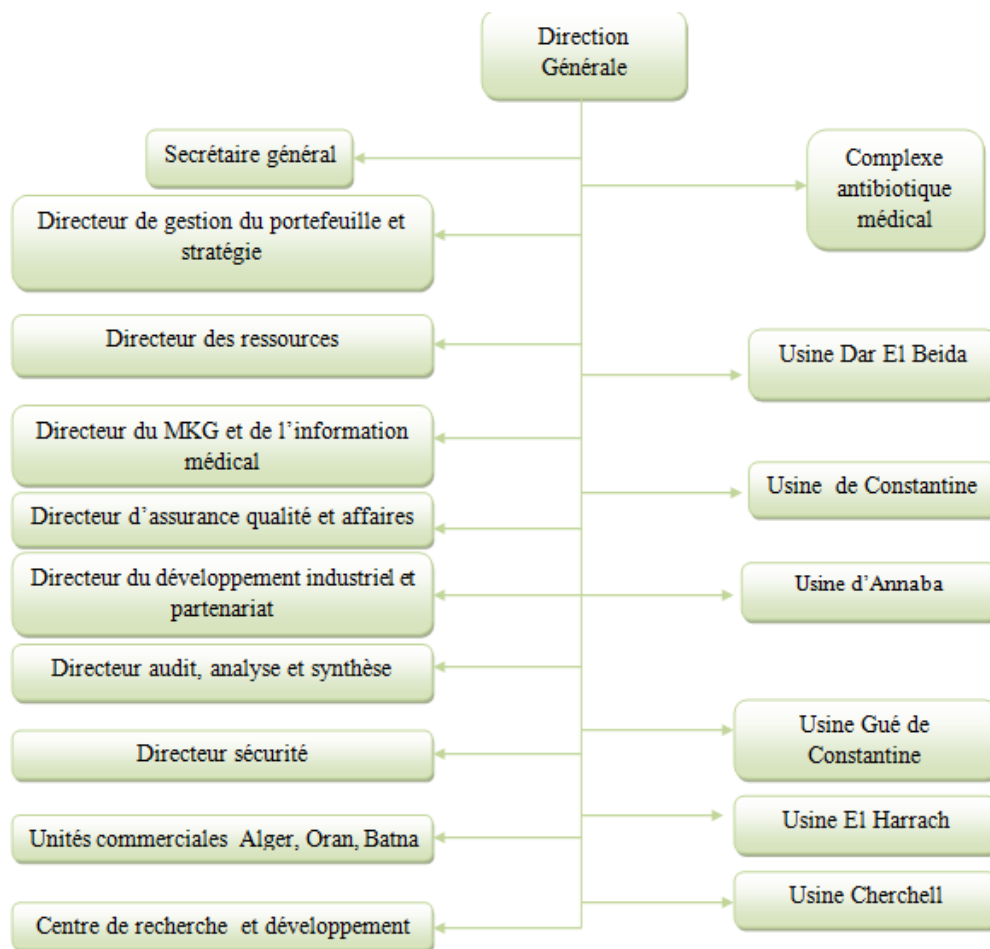 Direction
Générale
Secrétaire général
Complexe
antibiotique
médical
Directeur de gestion du portefeuille et
stratégie
Directeur des ressources
Usine Dar El Beida
Directeur du MKG et de l'information
médical
Usine de Constantine
Directeur d'assurance qualité et affaires
Directeur du développement industriel et
partenariat
Usine d'Annaba
Directeur audit, analyse et synthèse
Usine Gué de
Constantine
Directeur sécurité
Usine El Harrach
Unités commerciales Alger, Oran, Batna
Usine Cherchell
Centre de recherche et développement